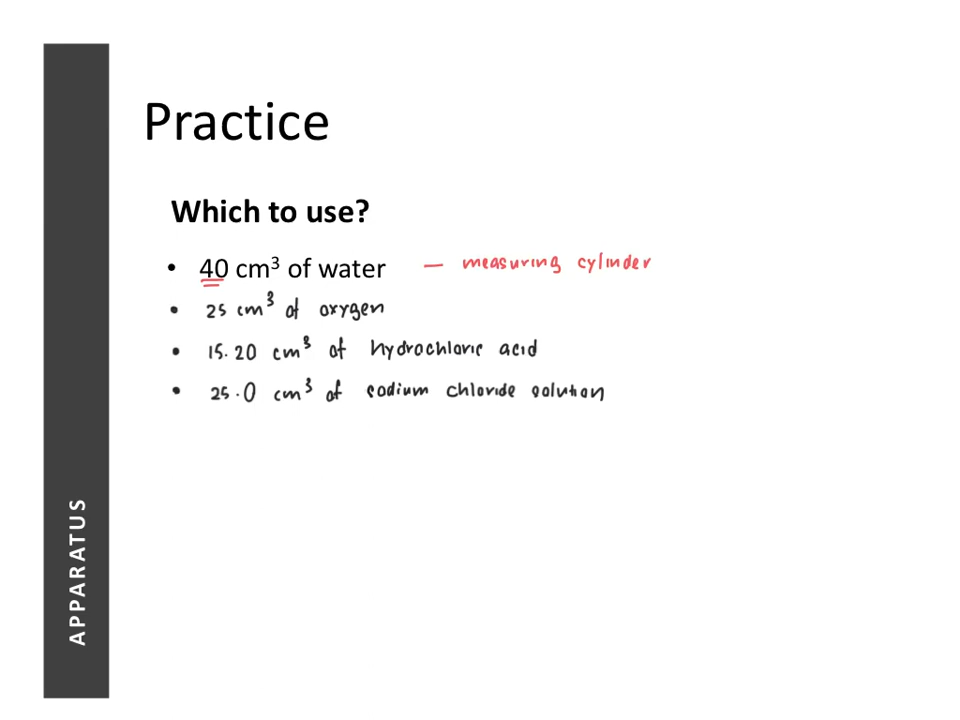 Practice
Which to use?
• 40 cm³ of water — measuring cylinder
• 25 cm³ of oxygen
• 15.20 cm³ of hydrochloric acid
• 25.0 cm³ of sodium chloride solution
APPARATUS